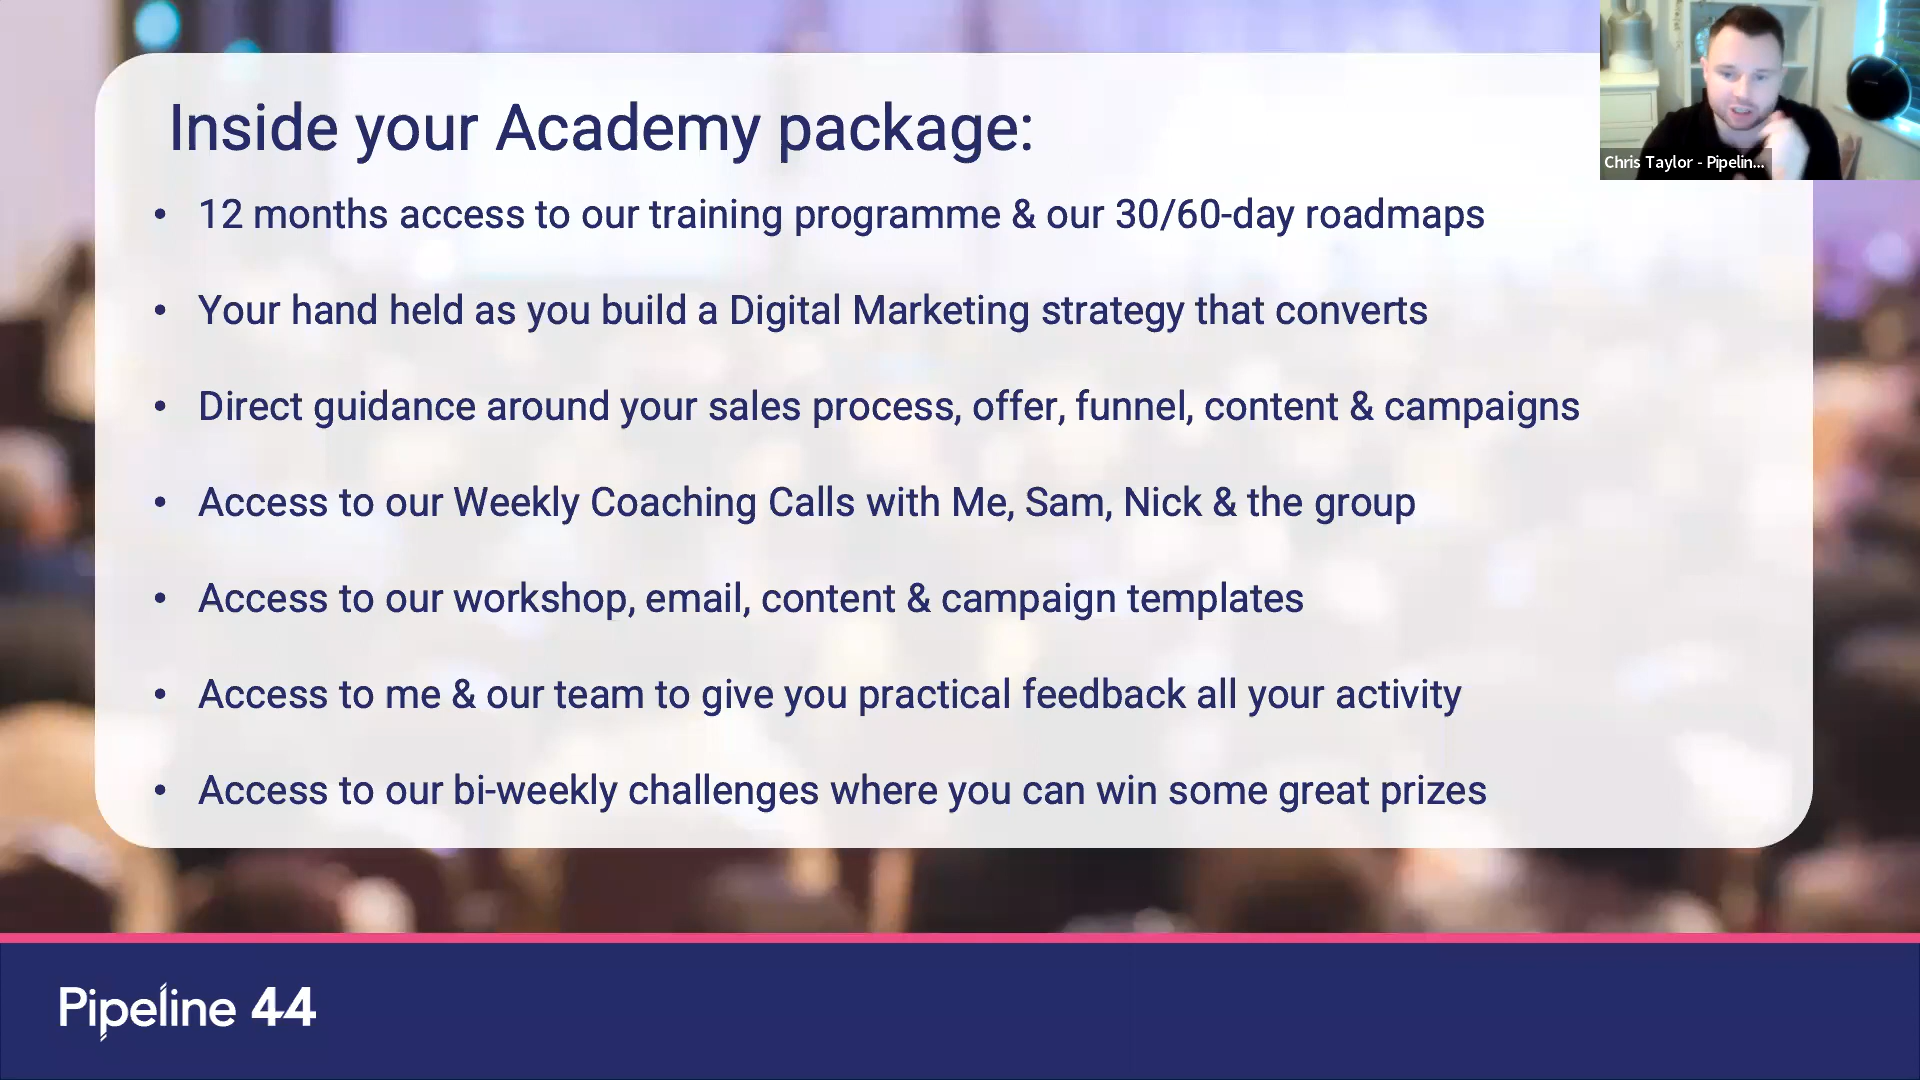 Inside your Academy package:
• 12 months access to our training programme & our 30/60-day roadmaps
• Your hand held as you build a Digital Marketing strategy that converts
• Direct guidance around your sales process, offer, funnel, content & campaigns
• Access to our Weekly Coaching Calls with Me, Sam, Nick & the group
• Access to our workshop, email, content & campaign templates
• Access to me & our team to give you practical feedback all your activity
• Access to our bi-weekly challenges where you can win some great prizes
Chris Taylor - Pipelin...
Pipeline 44